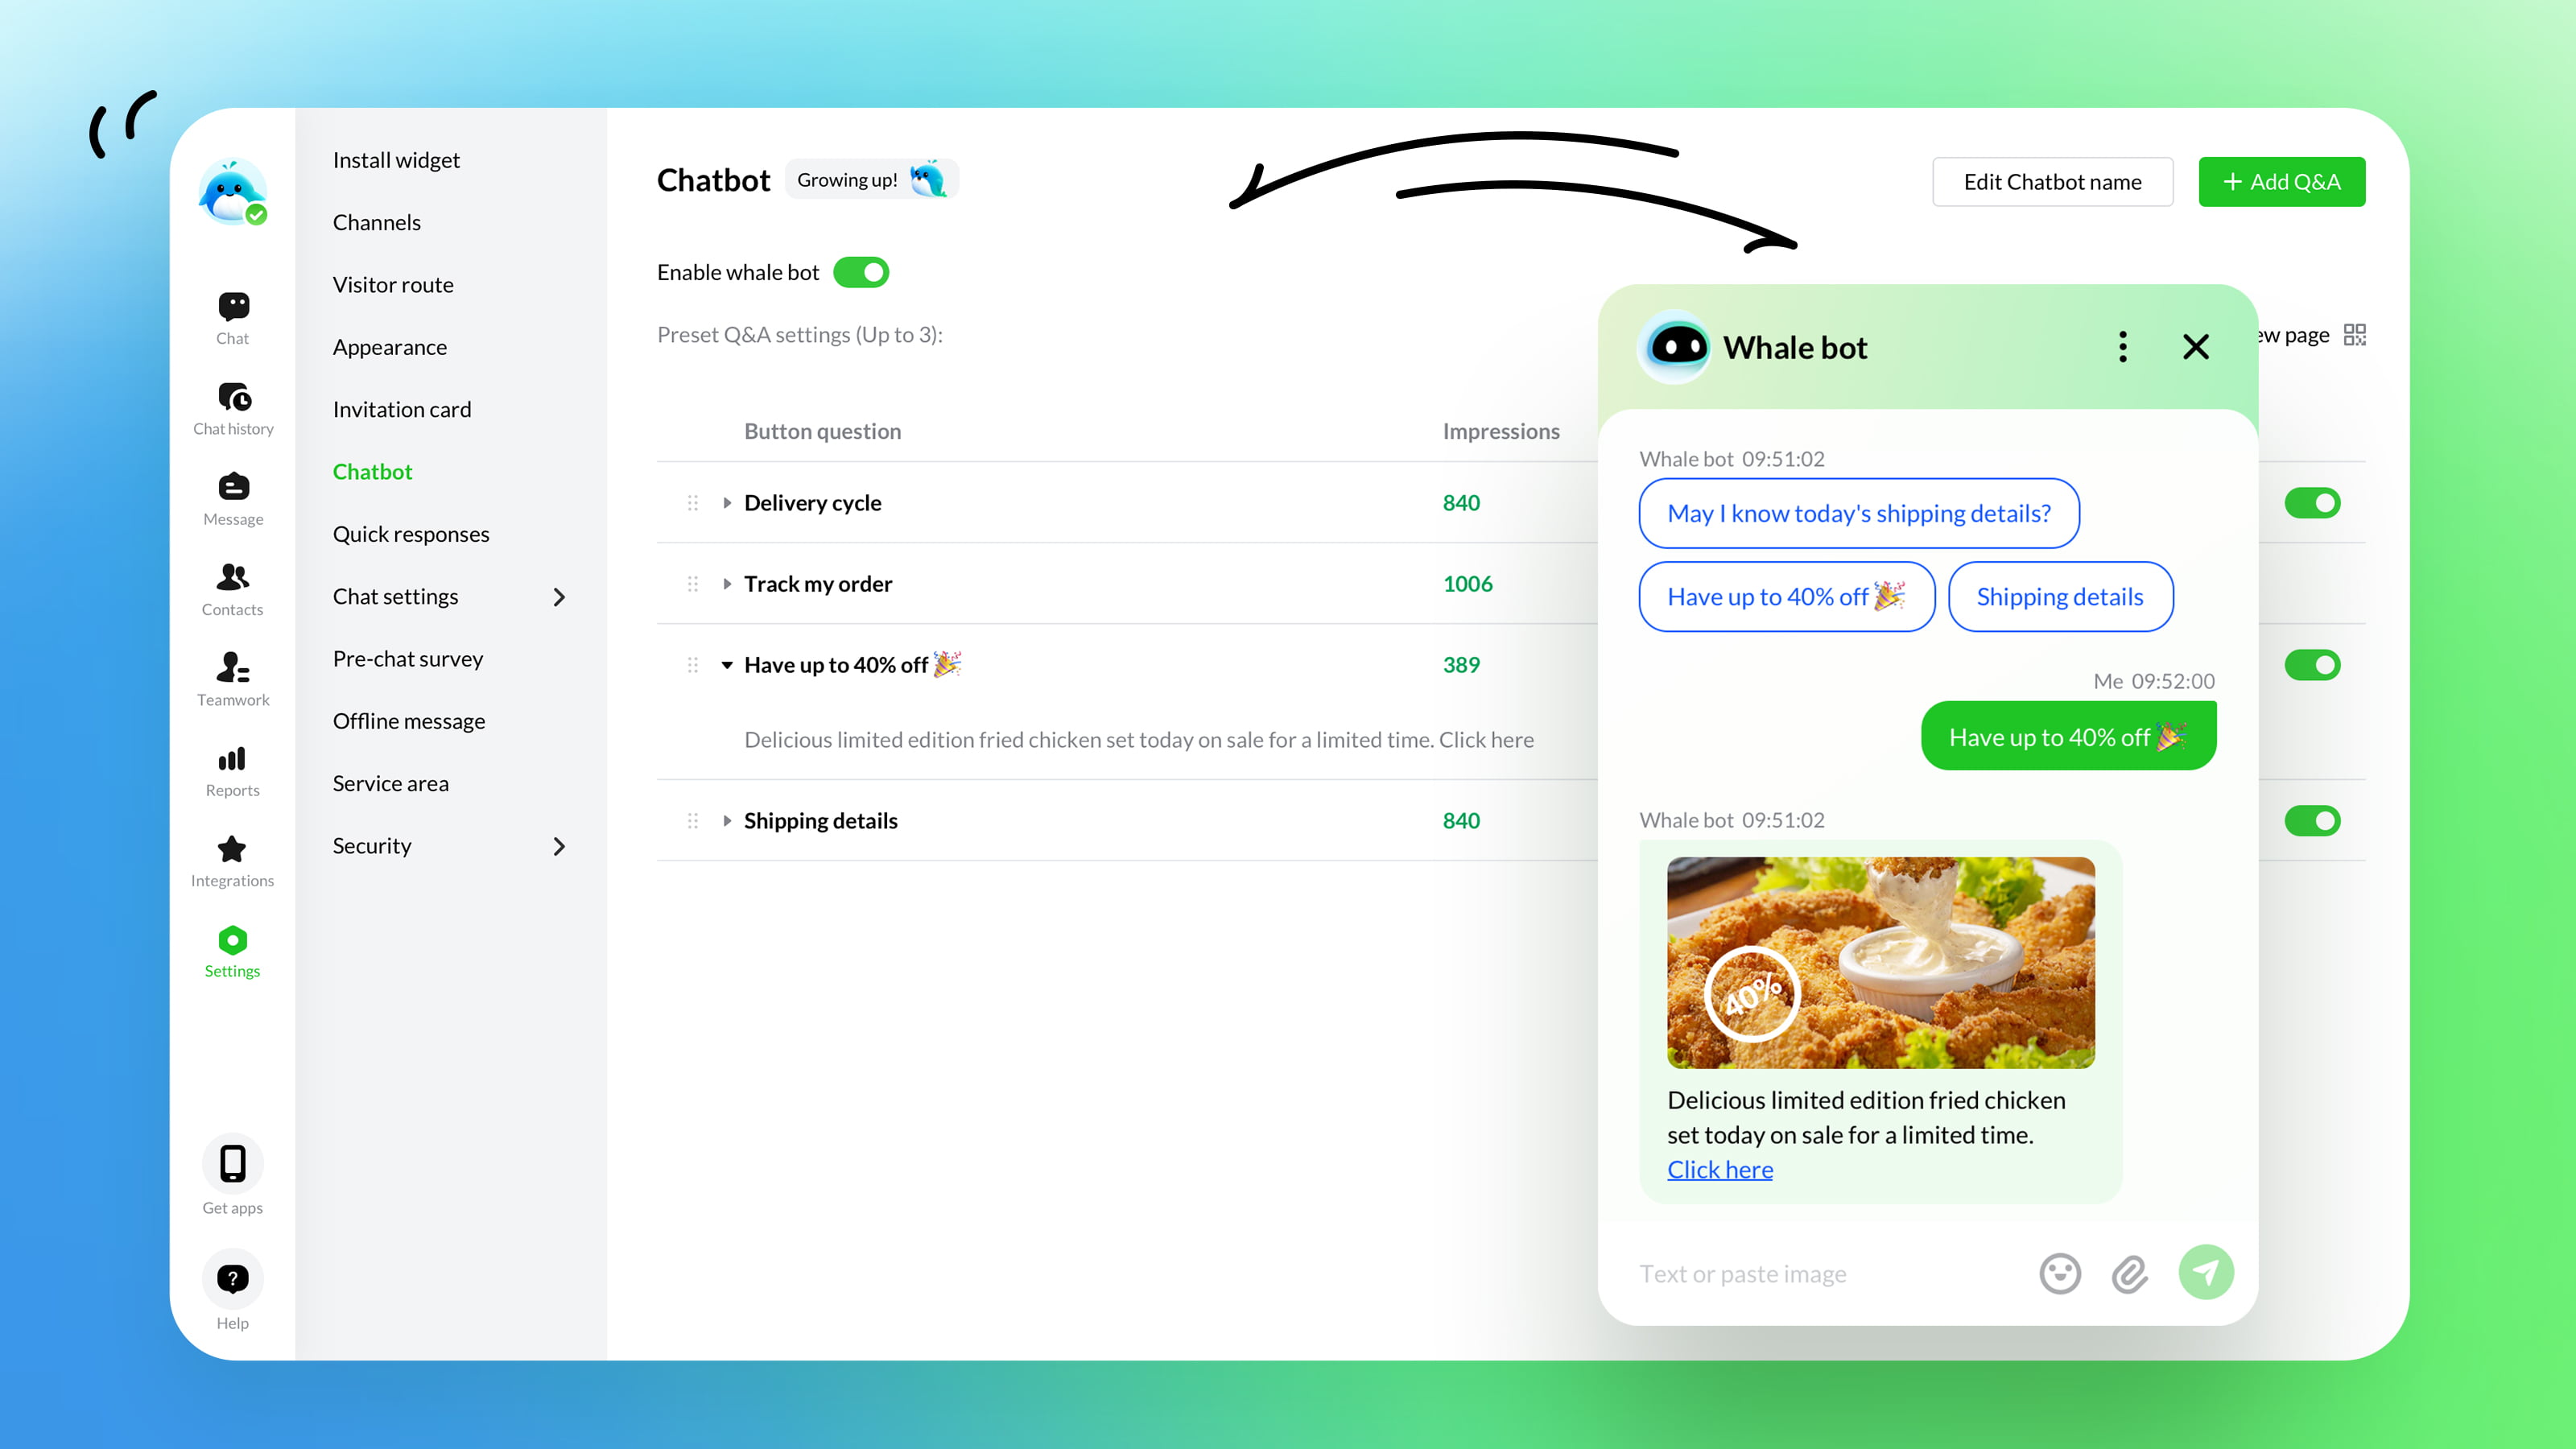 Chat
Chat history
Message
Contacts
Teamwork
Reports
Integrations
Settings
Get apps
Help
Install widget
Channels
Visitor route
Appearance
Invitation card
Chatbot
Quick responses
Chat settings
Pre-chat survey
Offline message
Service area
Security
Chatbot
Growing up!
Edit Chatbot name
+ Add Q&A
Enable whale bot
Preset Q&A settings (Up to 3):
page
Button question
Impressions
Delivery cycle
840
Track my order
1006
Have up to 40% off 🎉
389
Delicious limited edition fried chicken set today on sale for a limited time. Click here
Shipping details
840
Whale bot
Whale bot 09:51:02
May I know today's shipping details?
Have up to 40% off 🎉
Shipping details
Me 09:52:00
Have up to 40% off 🎉
Whale bot 09:51:02
40%
Delicious limited edition fried chicken
set today on sale for a limited time.
Click here
Text or paste image